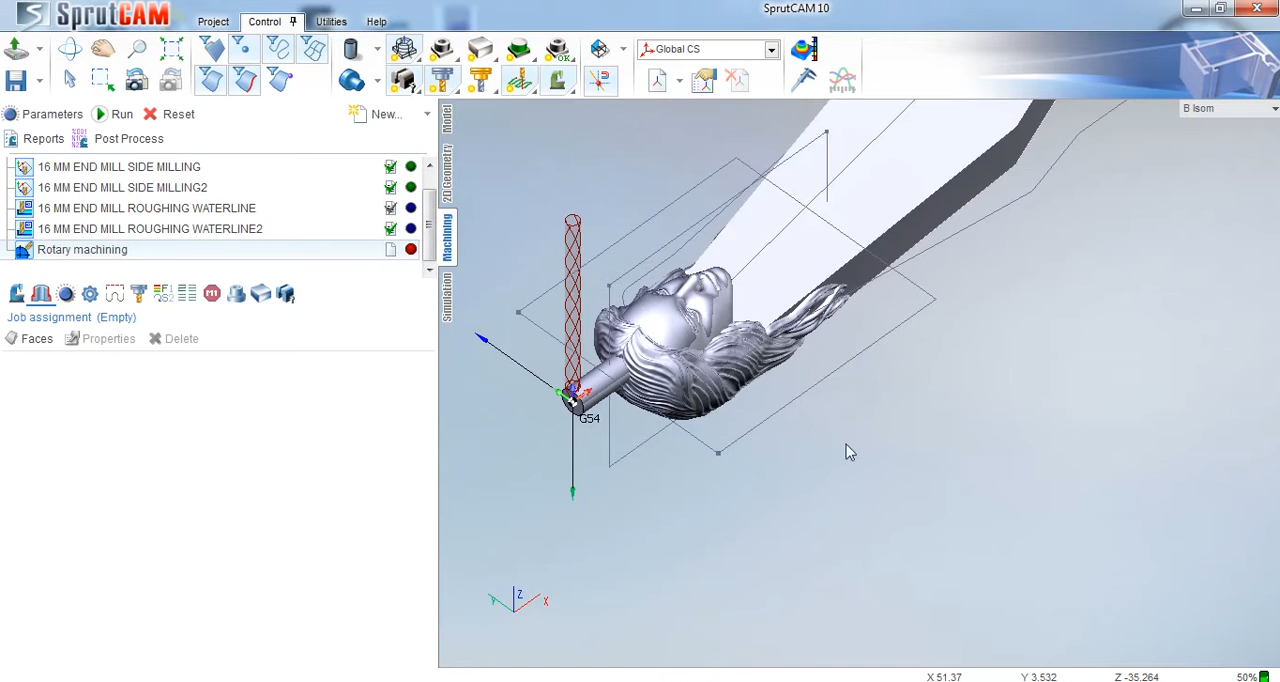 SprutCAM
Project Control Utilities Help
SprutCAM 10
OK
Global CS
Parameters Run Reset New...
Reports Post Process
16 MM END MILL SIDE MILLING
16 MM END MILL SIDE MILLING2
16 MM END MILL ROUGHING WATERLINE
16 MM END MILL ROUGHING WATERLINE2
Rotary machining
M1
Job assignment (Empty)
Faces Properties Delete
Model
2D Geometry
Machining
Simulation
B Isom
G54
Z
Y X
X 51.37 Y 3.532 Z -35.264 50%